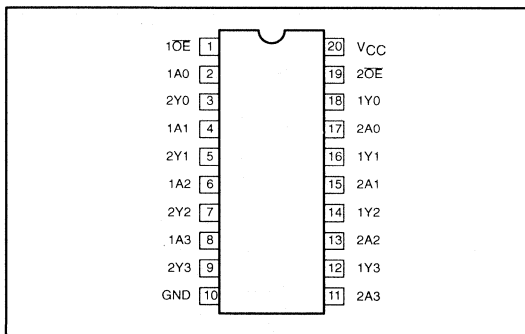 1O̅E̅ 1 20 VCC
1A0 2 19 2O̅E̅
2Y0 3 18 1Y0
1A1 4 17 2A0
2Y1 5 16 1Y1
1A2 6 15 2A1
2Y2 7 14 1Y2
1A3 8 13 2A2
2Y3 9 12 1Y3
GND 10 11 2A3